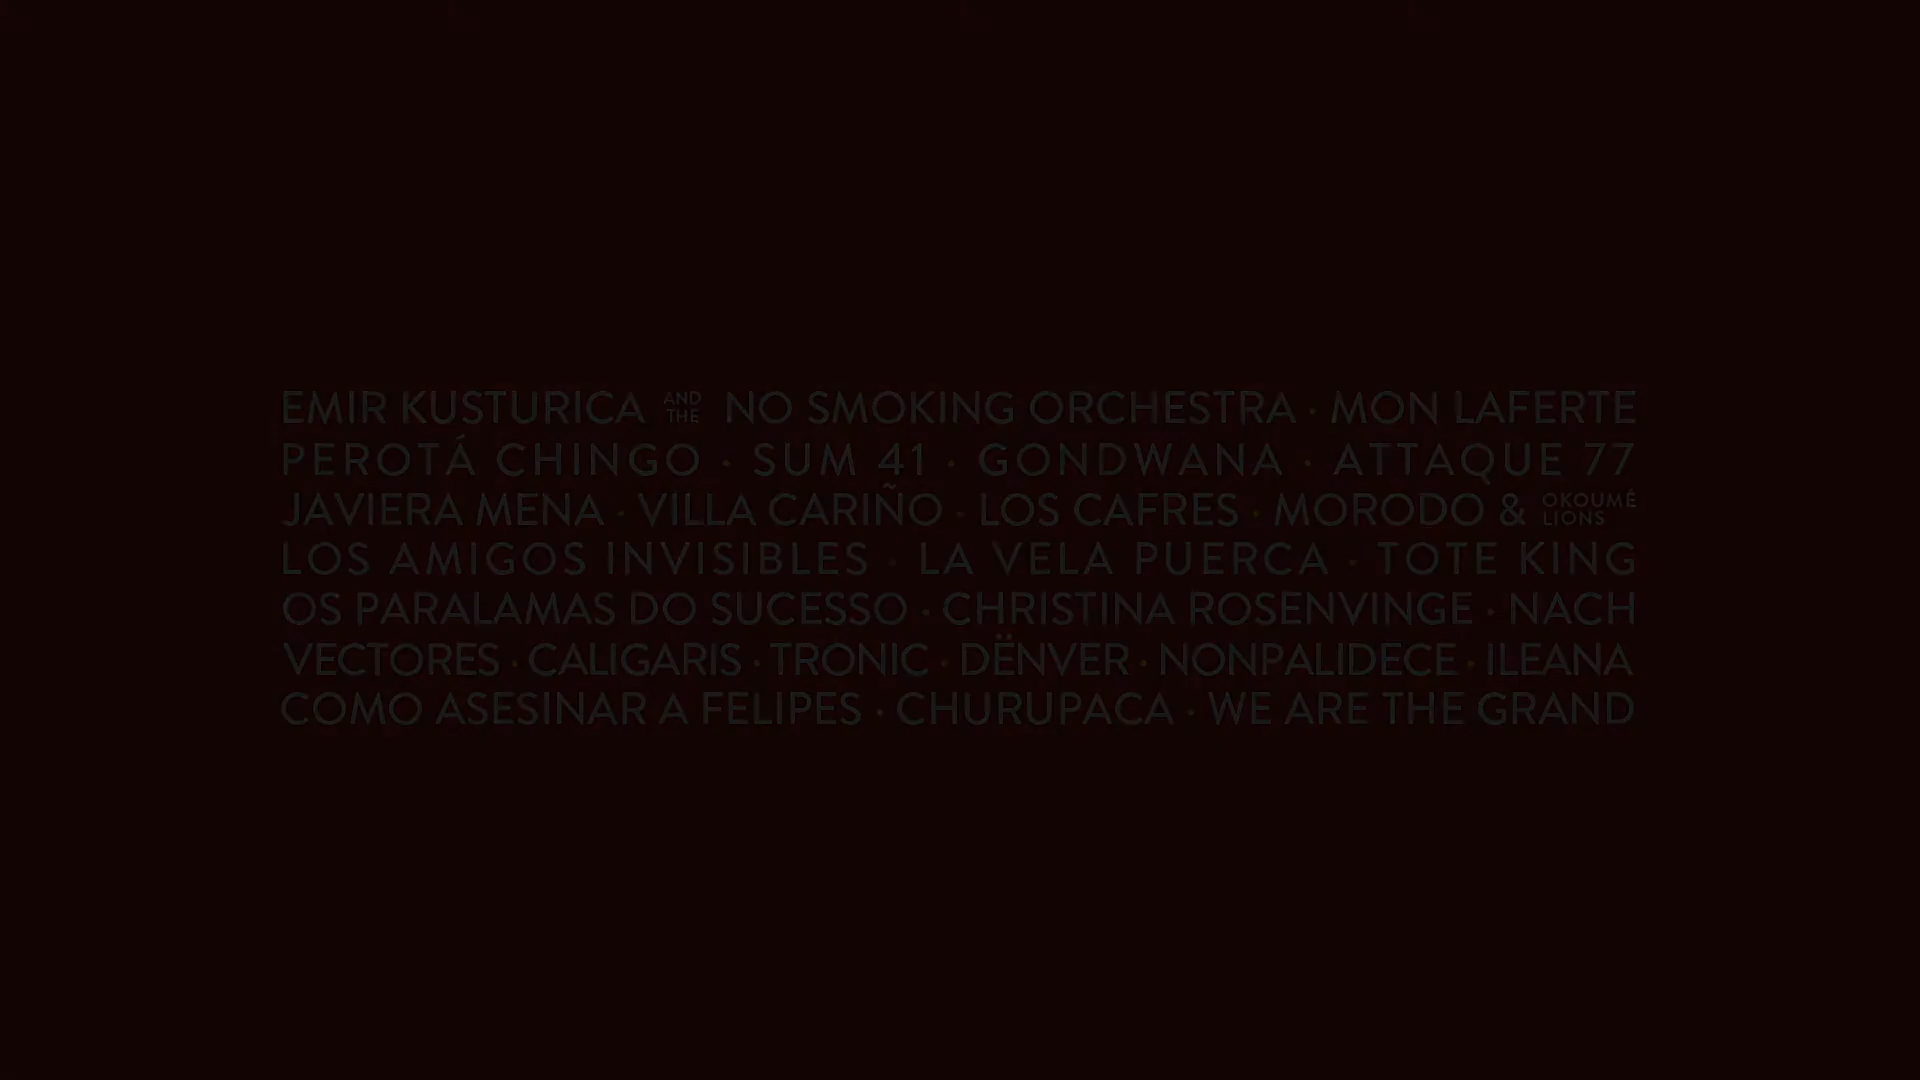 EMIR KUSTURICA AND THE NO SMOKING ORCHESTRA · MON LAFERTE
PEROTÁ CHINGO · SUM 41 · GONDWANA · ATTAQUE 77
JAVIERA MENA · VILLA CARIÑO · LOS CAFRES · MORODO & OKOUMÊ LIONS
LOS AMIGOS INVISIBLES · LA VELA PUERCA · TOTE KING
OS PARALAMAS DO SUCESSO · CHRISTINA ROSENVINGE · NACH
VECTORES · CALIGARIS · TRONIC · DËNVER · NONPALIDECE · ILEANA
COMO ASESINAR A FELIPES · CHURUPACA · WE ARE THE GRAND